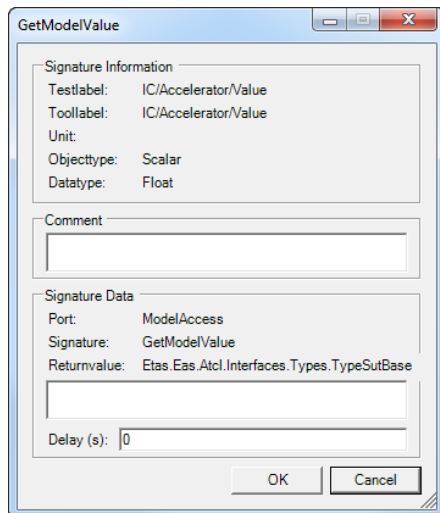 GetModelValue
Signature Information
Testlabel: IC/Accelerator/Value
Toollabel: IC/Accelerator/Value
Unit:
Objecttype: Scalar
Datatype: Float
Comment
Signature Data
Port: ModelAccess
Signature: GetModelValue
Returnvalue: Etas.Eas.Atcl.Interfaces.Types.TypeSutBase
Delay (s): 0
OK Cancel